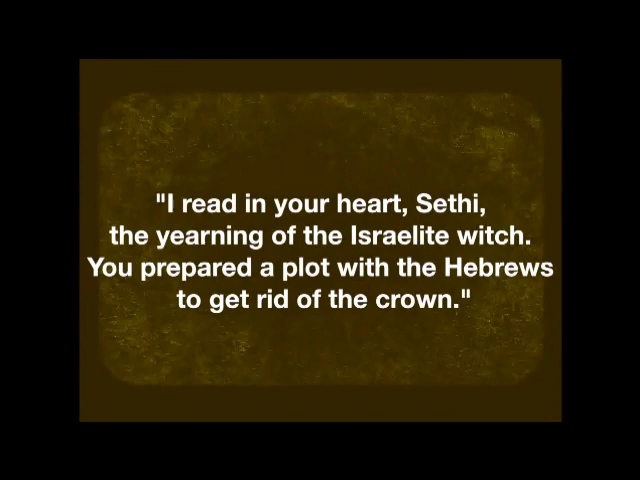 "I read in your heart, Sethi,
the yearning of the Israelite witch.
You prepared a plot with the Hebrews
to get rid of the crown."